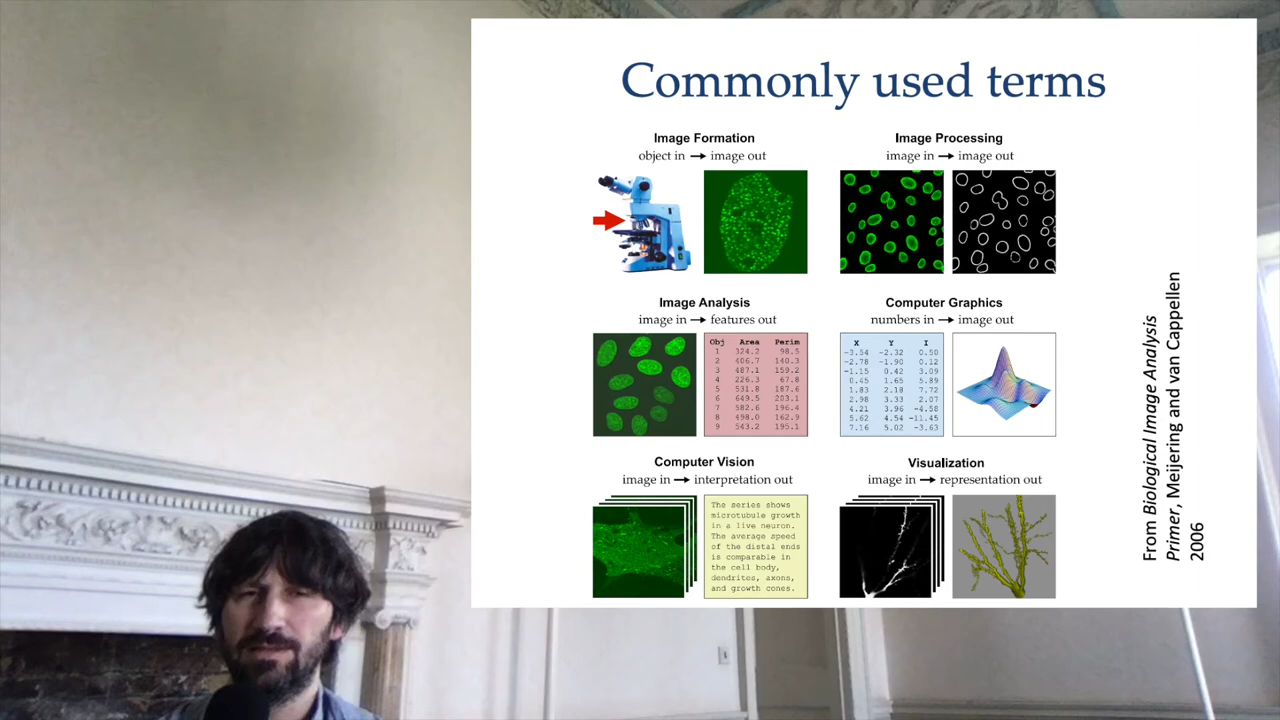 Commonly used terms
Image Formation
object in → image out
Image Processing
image in → image out
Image Analysis
image in → features out
Obj Area Perim
1 324.2 98.5
2 406.7 140.3
3 487.1 159.2
4 226.3 67.8
5 531.8 187.6
6 649.5 203.1
7 582.6 196.4
8 498.0 162.9
9 543.2 195.1
Computer Graphics
numbers in → image out
X Y I
-3.54 -2.32 0.50
-2.78 -1.90 0.12
-1.15 0.42 3.09
0.45 1.65 5.89
1.83 2.18 7.72
2.98 3.33 2.07
4.21 3.96 -4.58
5.62 4.54 -11.45
7.16 5.02 -3.63
Computer Vision
image in → interpretation out
The series shows
microtubule growth
in a live neuron.
The average speed
of the distal ends
is comparable in
the cell body,
dendrites, axons,
and growth cones.
Visualization
image in → representation out
From Biological Image Analysis
Primer, Meijering and van Cappellen
2006